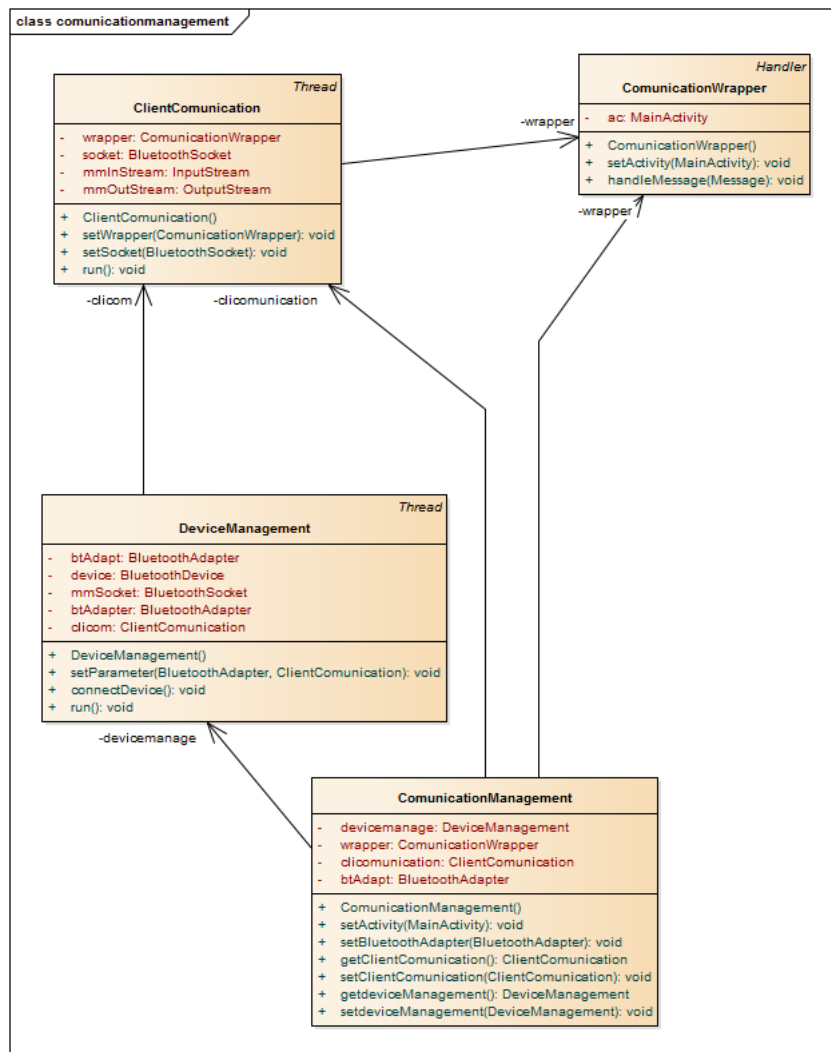 class comunicationmanagement
Thread
ClientComunication
- wrapper: ComunicationWrapper
- socket: BluetoothSocket
- mmInStream: InputStream
- mmOutStream: OutputStream
+ ClientComunication()
+ setWrapper(ComunicationWrapper): void
+ setSocket(BluetoothSocket): void
+ run(): void
Handler
ComunicationWrapper
- ac: MainActivity
+ ComunicationWrapper()
+ setActivity(MainActivity): void
+ handleMessage(Message): void
-wrapper
-wrapper
-clicom
-clicomunication
Thread
DeviceManagement
- btAdapt: BluetoothAdapter
- device: BluetoothDevice
- mmSocket: BluetoothSocket
- btAdapter: BluetoothAdapter
- clicom: ClientComunication
+ DeviceManagement()
+ setParameter(BluetoothAdapter, ClientComunication): void
+ connectDevice(): void
+ run(): void
-devicemanage
ComunicationManagement
- devicemanage: DeviceManagement
- wrapper: ComunicationWrapper
- clicomunication: ClientComunication
- btAdapt: BluetoothAdapter
+ ComunicationManagement()
+ setActivity(MainActivity): void
+ setBluetoothAdapter(BluetoothAdapter): void
+ getClientComunication(): ClientComunication
+ setClientComunication(ClientComunication): void
+ getdeviceManagement(): DeviceManagement
+ setdeviceManagement(DeviceManagement): void